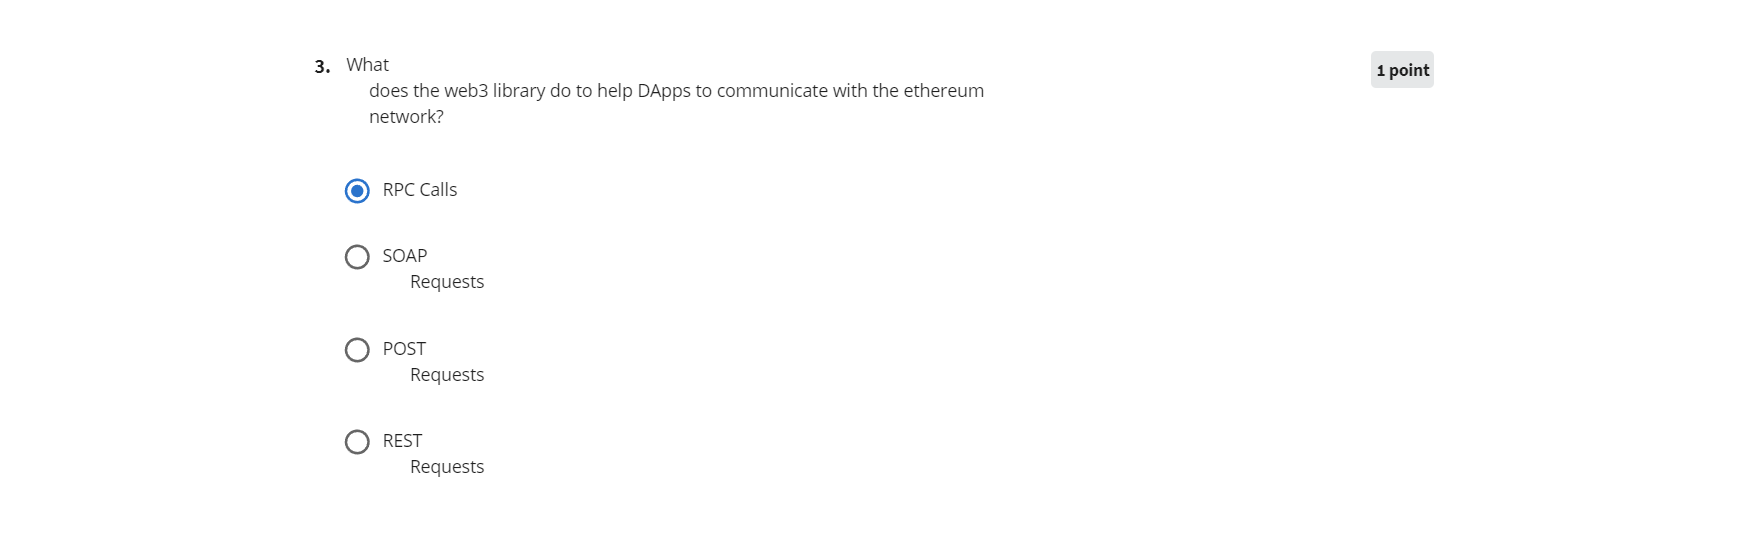 3. What
1 point
does the web3 library do to help DApps to communicate with the ethereum
network?
RPC Calls
SOAP
Requests
POST
Requests
REST
Requests